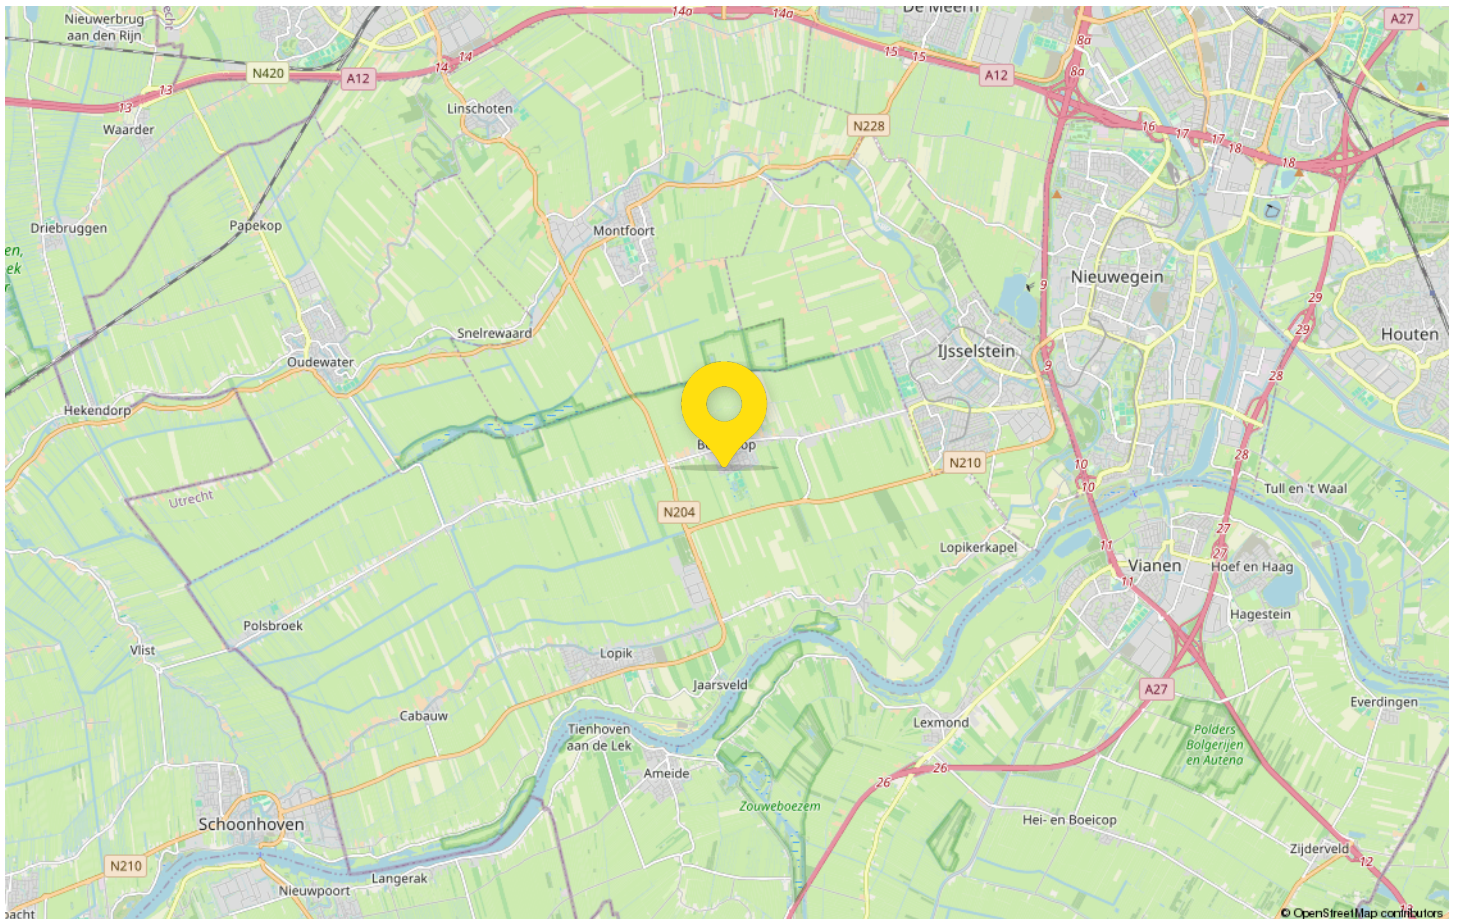 Nieuwerbrug
aan den Rijn
14a
14a
De Meern
A27
N420
A12
14
14
15
15
A12
8a
8a
13
13
Waarder
Linschoten
N228
16
17
17
18
18
Driebruggen
Papekop
Montfoort
Nieuwegein
9
29
29
Houten
Snelrewaard
Oudewater
IJsselstein
9
28
Hekendorp
N210
10
10
28
Utrecht
Tull en 't Waal
N204
27
27
Lopikerkapel
11
11
Vianen
Hoef en Haag
Hagestein
Polsbroek
Vlist
Lopik
Jaarsveld
A27
Everdingen
Cabauw
Lexmond
Tienhoven
aan de Lek
Polders
Bolgerijen
en Autena
Ameide
26
26
Zouweboezem
Schoonhoven
Hei- en Boeicop
Zijderveld
12
N210
Langerak
Nieuwpoort
13
© OpenStreetMap contributors